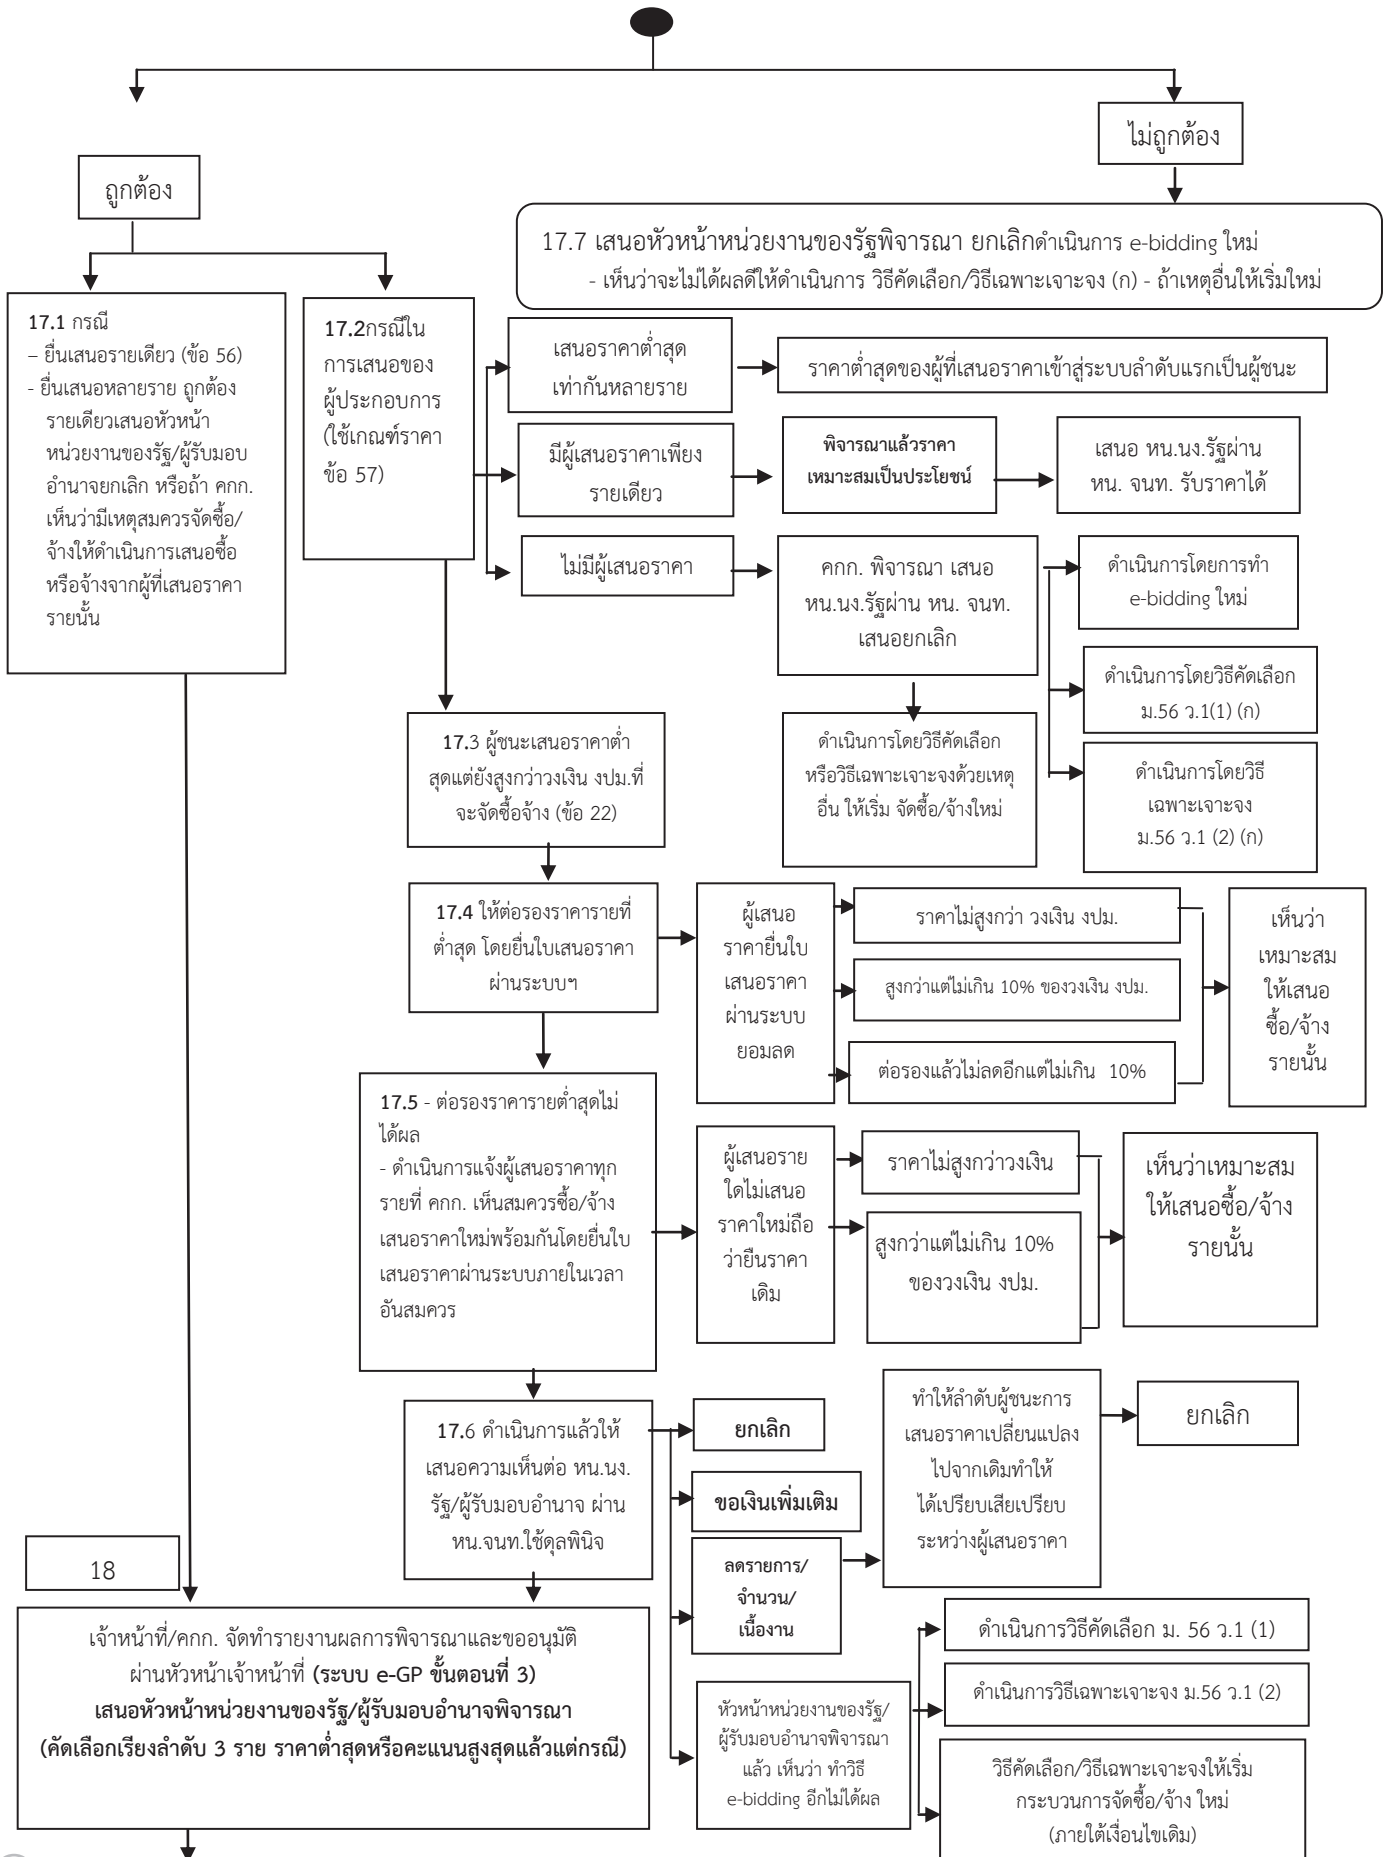 ไม่ถูกต้อง
ถูกต้อง
17.7 เสนอหัวหน้าหน่วยงานของรัฐพิจารณา ยกเลิกดำเนินการ e-bidding ใหม่
- เห็นว่าจะไม่ได้ผลดีให้ดำเนินการ วิธีคัดเลือก/วิธีเฉพาะเจาะจง (ก) - ถ้าเหตุอื่นให้เริ่มใหม่
17.1 กรณี
– ยื่นเสนอรายเดียว (ข้อ 56)
- ยื่นเสนอหลายราย ถูกต้อง
รายเดียวเสนอหัวหน้า
หน่วยงานของรัฐ/ผู้รับมอบ
อำนาจยกเลิก หรือถ้า คกก.
เห็นว่ามีเหตุสมควรจัดซื้อ/
จ้างให้ดำเนินการเสนอซื้อ
หรือจ้างจากผู้ที่เสนอราคา
รายนั้น
17.2กรณีใน
การเสนอของ
ผู้ประกอบการ
(ใช้เกณฑ์ราคา
ข้อ 57)
เสนอราคาต่ำสุด
เท่ากันหลายราย
ราคาต่ำสุดของผู้ที่เสนอราคาเข้าสู่ระบบลำดับแรกเป็นผู้ชนะ
มีผู้เสนอราคาเพียง
รายเดียว
พิจารณาแล้วราคา
เหมาะสมเป็นประโยชน์
เสนอ หน.นง.รัฐผ่าน
หน. จนท. รับราคาได้
ไม่มีผู้เสนอราคา
คกก. พิจารณา เสนอ
หน.นง.รัฐผ่าน หน. จนท.
เสนอยกเลิก
ดำเนินการโดยการทำ
e-bidding ใหม่
ดำเนินการโดยวิธีคัดเลือก
ม.56 ว.1(1) (ก)
ดำเนินการโดยวิธี
เฉพาะเจาะจง
ม.56 ว.1 (2) (ก)
ดำเนินการโดยวิธีคัดเลือก
หรือวิธีเฉพาะเจาะจงด้วยเหตุ
อื่น ให้เริ่ม จัดซื้อ/จ้างใหม่
17.3 ผู้ชนะเสนอราคาต่ำ
สุดแต่ยังสูงกว่าวงเงิน งปม.ที่
จะจัดซื้อจ้าง (ข้อ 22)
17.4 ให้ต่อรองราคารายที่
ต่ำสุด โดยยื่นใบเสนอราคา
ผ่านระบบฯ
ผู้เสนอ
ราคายื่นใบ
เสนอราคา
ผ่านระบบ
ยอมลด
ราคาไม่สูงกว่า วงเงิน งปม.
สูงกว่าแต่ไม่เกิน 10% ของวงเงิน งปม.
ต่อรองแล้วไม่ลดอีกแต่ไม่เกิน 10%
เห็นว่า
เหมาะสม
ให้เสนอ
ซื้อ/จ้าง
รายนั้น
17.5 - ต่อรองราคารายต่ำสุดไม่
ได้ผล
- ดำเนินการแจ้งผู้เสนอราคาทุก
รายที่ คกก. เห็นสมควรซื้อ/จ้าง
เสนอราคาใหม่พร้อมกันโดยยื่นใบ
เสนอราคาผ่านระบบภายในเวลา
อันสมควร
ผู้เสนอราย
ใดไม่เสนอ
ราคาใหม่ถือ
ว่ายืนราคา
เดิม
ราคาไม่สูงกว่าวงเงิน
สูงกว่าแต่ไม่เกิน 10%
ของวงเงิน งปม.
เห็นว่าเหมาะสม
ให้เสนอซื้อ/จ้าง
รายนั้น
17.6 ดำเนินการแล้วให้
เสนอความเห็นต่อ หน.นง.
รัฐ/ผู้รับมอบอำนาจ ผ่าน
หน.จนท.ใช้ดุลพินิจ
ยกเลิก
ขอเงินเพิ่มเติม
ลดรายการ/
จำนวน/
เนื้องาน
ทำให้ลำดับผู้ชนะการ
เสนอราคาเปลี่ยนแปลง
ไปจากเดิมทำให้
ได้เปรียบเสียเปรียบ
ระหว่างผู้เสนอราคา
ยกเลิก
หัวหน้าหน่วยงานของรัฐ/
ผู้รับมอบอำนาจพิจารณา
แล้ว เห็นว่า ทำวิธี
e-bidding อีกไม่ได้ผล
ดำเนินการวิธีคัดเลือก ม. 56 ว.1 (1)
ดำเนินการวิธีเฉพาะเจาะจง ม.56 ว.1 (2)
วิธีคัดเลือก/วิธีเฉพาะเจาะจงให้เริ่ม
กระบวนการจัดซื้อ/จ้าง ใหม่
(ภายใต้เงื่อนไขเดิม)
18
เจ้าหน้าที่/คกก. จัดทำรายงานผลการพิจารณาและขออนุมัติ
ผ่านหัวหน้าเจ้าหน้าที่ (ระบบ e-GP ขั้นตอนที่ 3)
เสนอหัวหน้าหน่วยงานของรัฐ/ผู้รับมอบอำนาจพิจารณา
(คัดเลือกเรียงลำดับ 3 ราย ราคาต่ำสุดหรือคะแนนสูงสุดแล้วแต่กรณี)